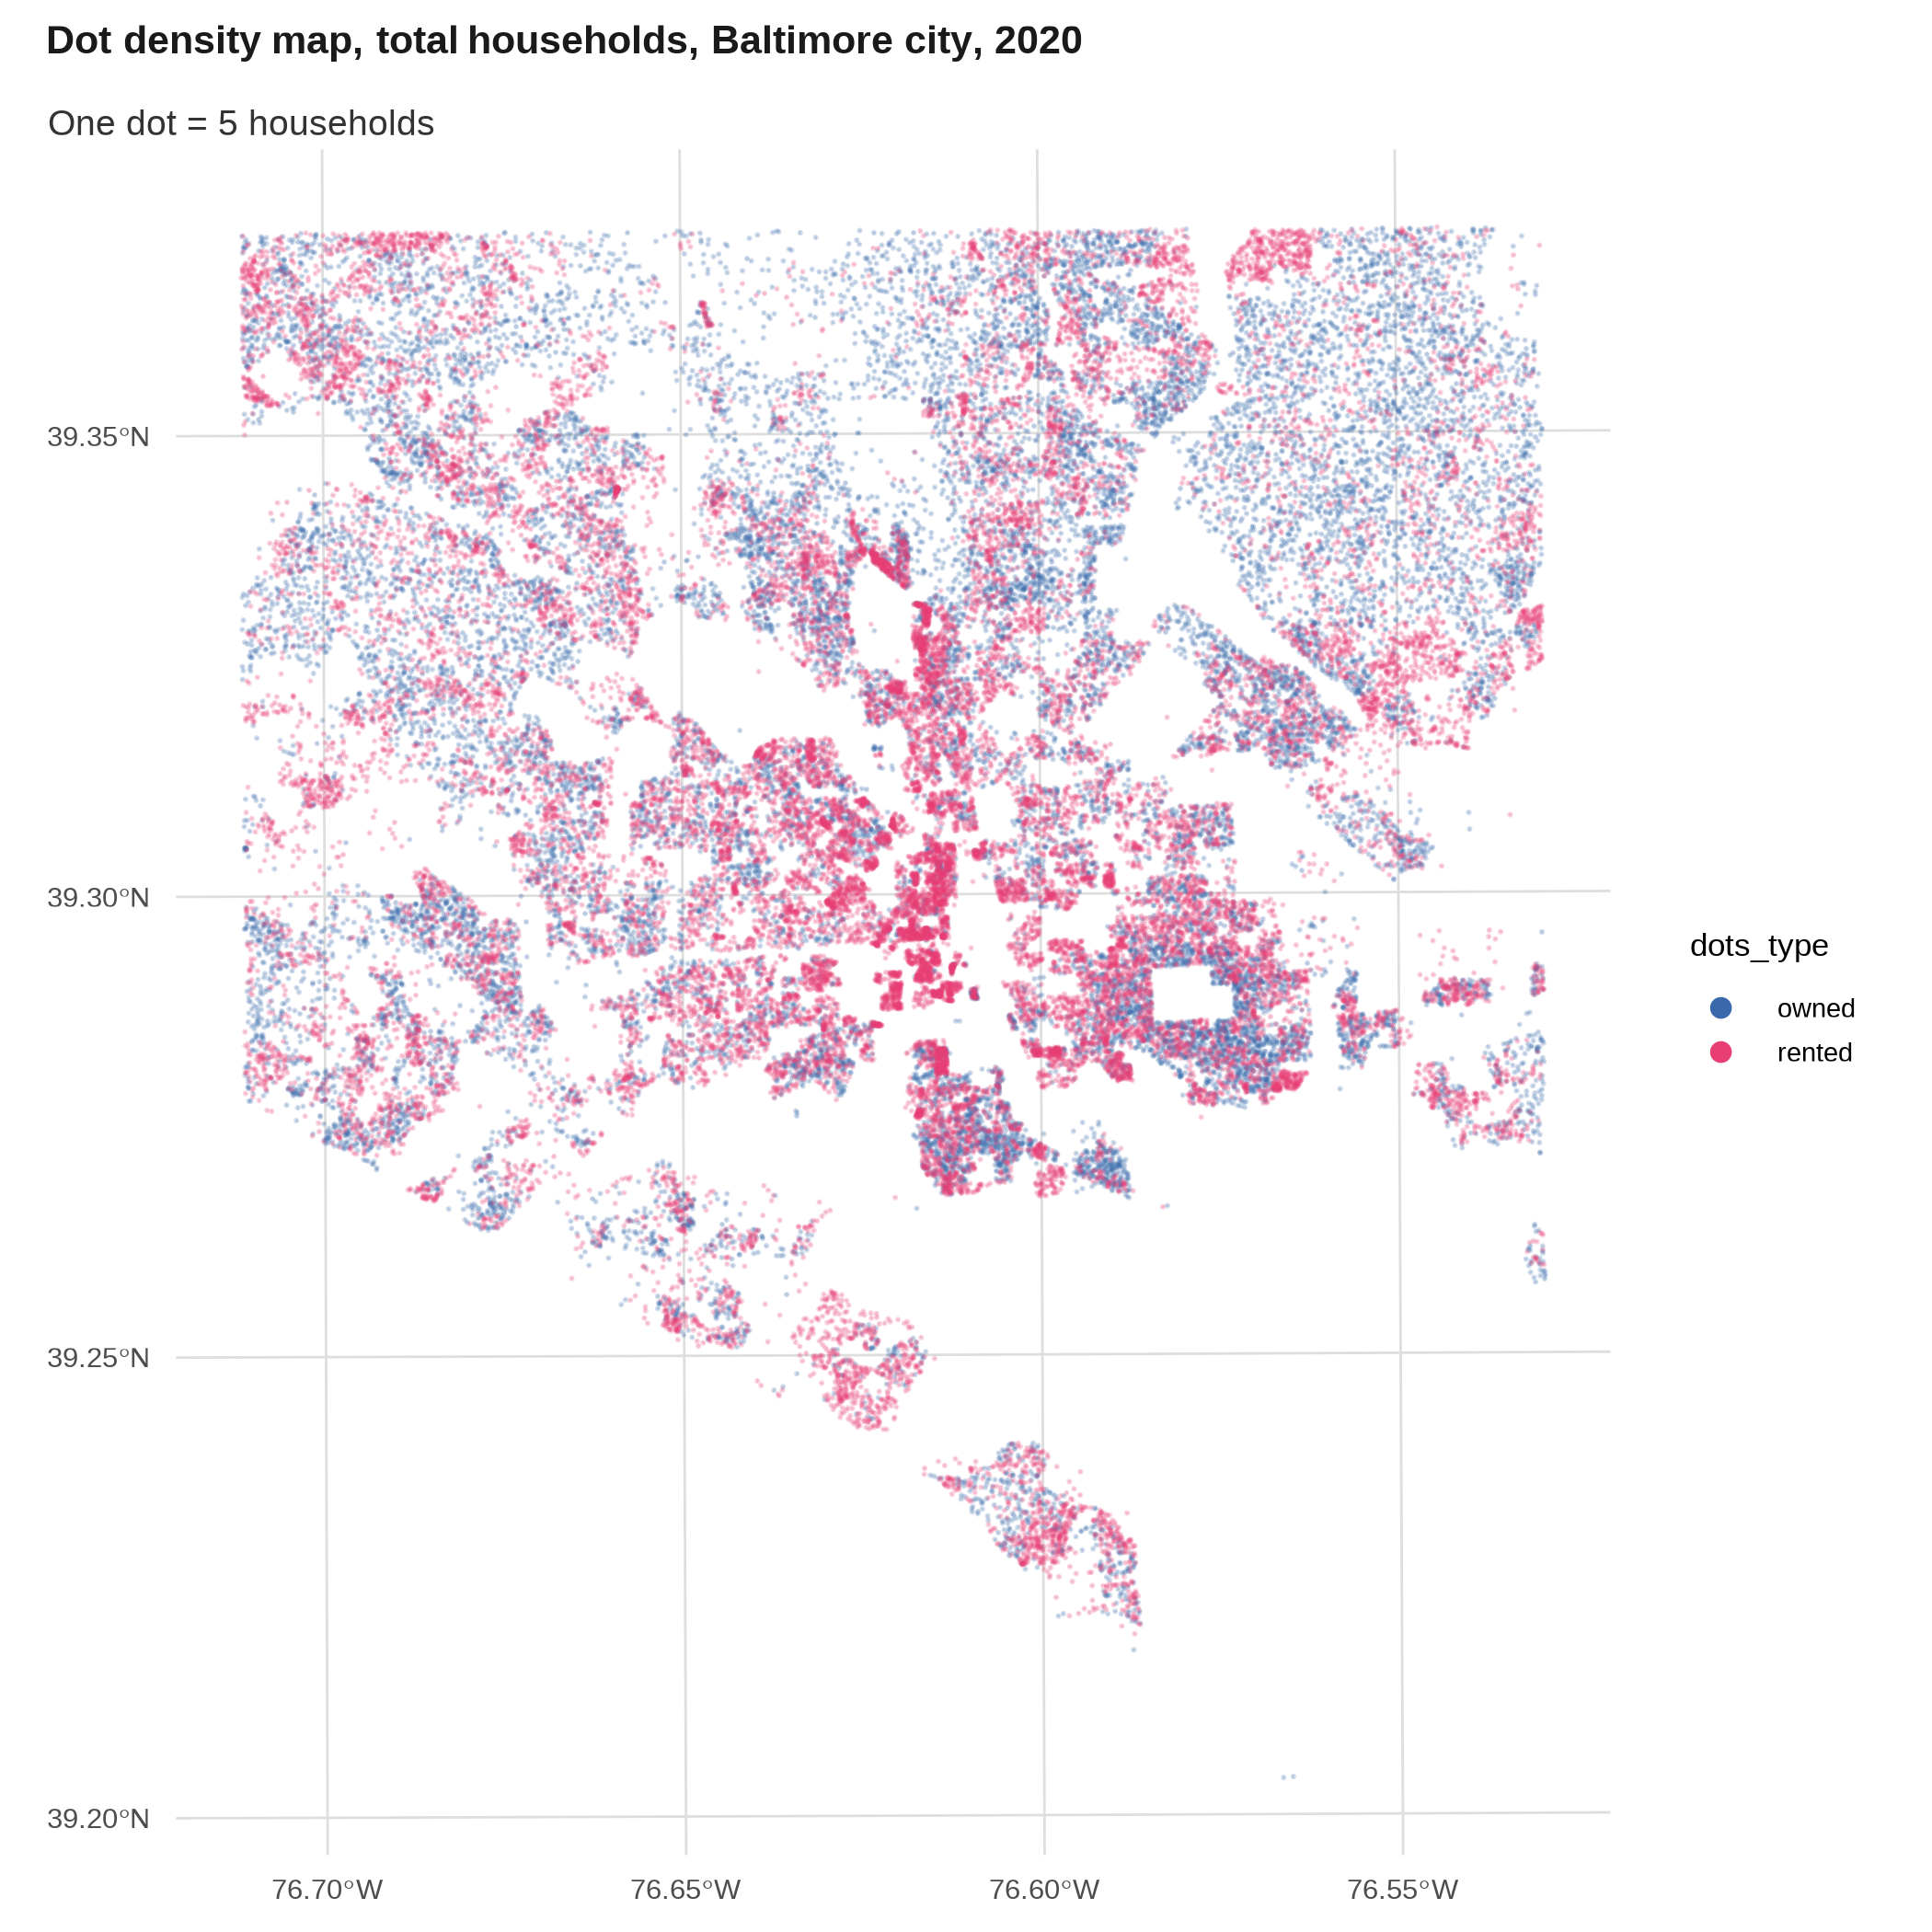 Dot density map, total households, Baltimore city, 2020
One dot = 5 households
39.35°N
39.30°N
39.25°N
39.20°N
76.70°W
76.65°W
76.60°W
76.55°W
dots_type
owned
rented